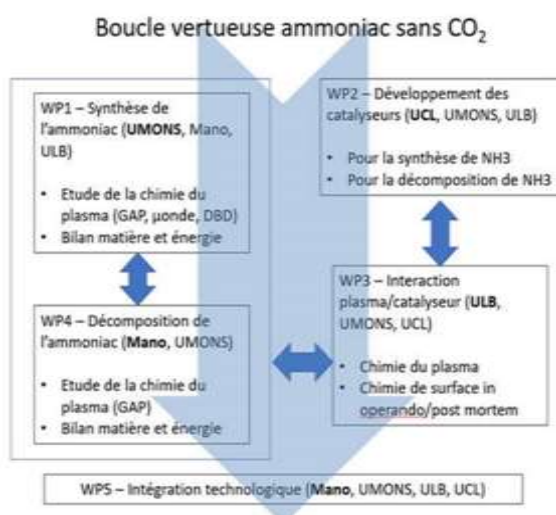 Boucle vertueuse ammoniac sans CO₂
WP1 – Synthèse de
l'ammoniac (UMONS, Mano,
ULB)
• Etude de la chimie du
plasma (GAP, µonde, DBD)
• Bilan matière et énergie
WP4 – Décomposition de
l'ammoniac (Mano, UMONS)
• Etude de la chimie du
plasma (GAP)
• Bilan matière et énergie
WP2 – Développement des
catalyseurs (UCL, UMONS, ULB)
• Pour la synthèse de NH3
• Pour la décomposition de NH3
WP3 – Interaction
plasma/catalyseur (ULB,
UMONS, UCL)
• Chimie du plasma
• Chimie de surface in
operando/post mortem
WP5 – Intégration technologique (Mano, UMONS, ULB, UCL)